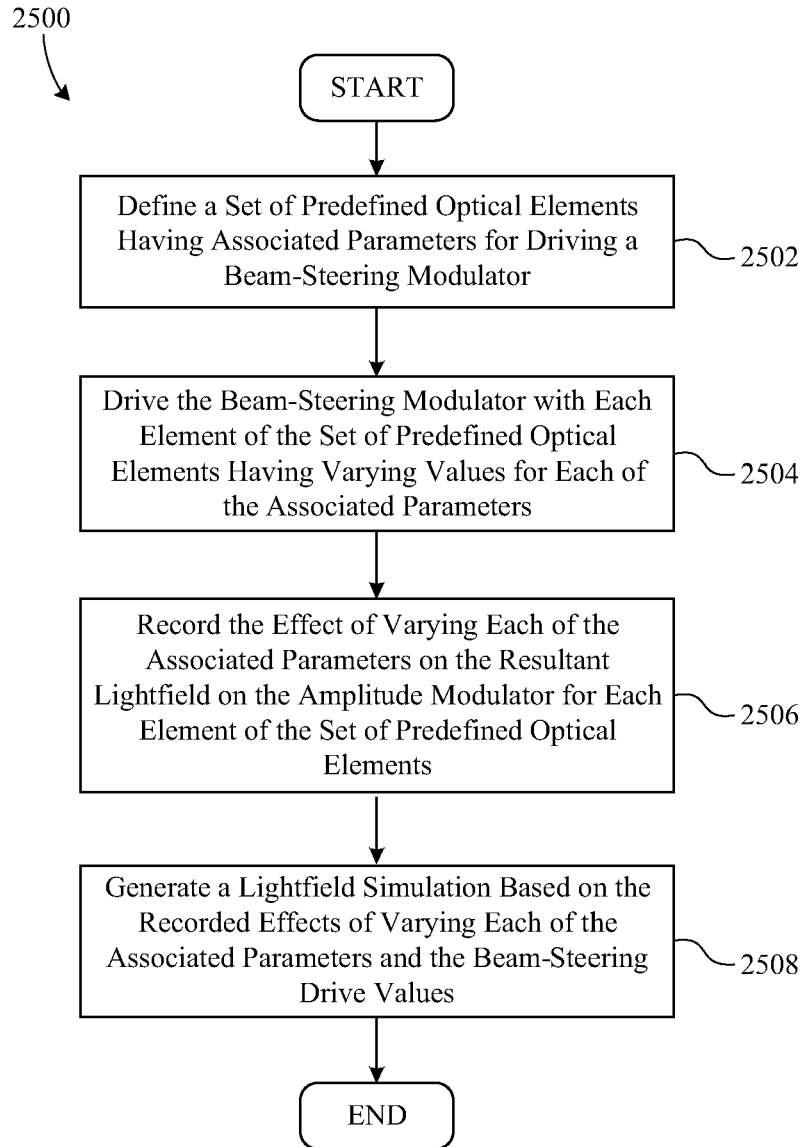 2500
START
Define a Set of Predefined Optical Elements
Having Associated Parameters for Driving a
Beam-Steering Modulator
2502
Drive the Beam-Steering Modulator with Each
Element of the Set of Predefined Optical
Elements Having Varying Values for Each of
the Associated Parameters
2504
Record the Effect of Varying Each of the
Associated Parameters on the Resultant
Lightfield on the Amplitude Modulator for Each
Element of the Set of Predefined Optical
Elements
2506
Generate a Lightfield Simulation Based on the
Recorded Effects of Varying Each of the
Associated Parameters and the Beam-Steering
Drive Values
2508
END